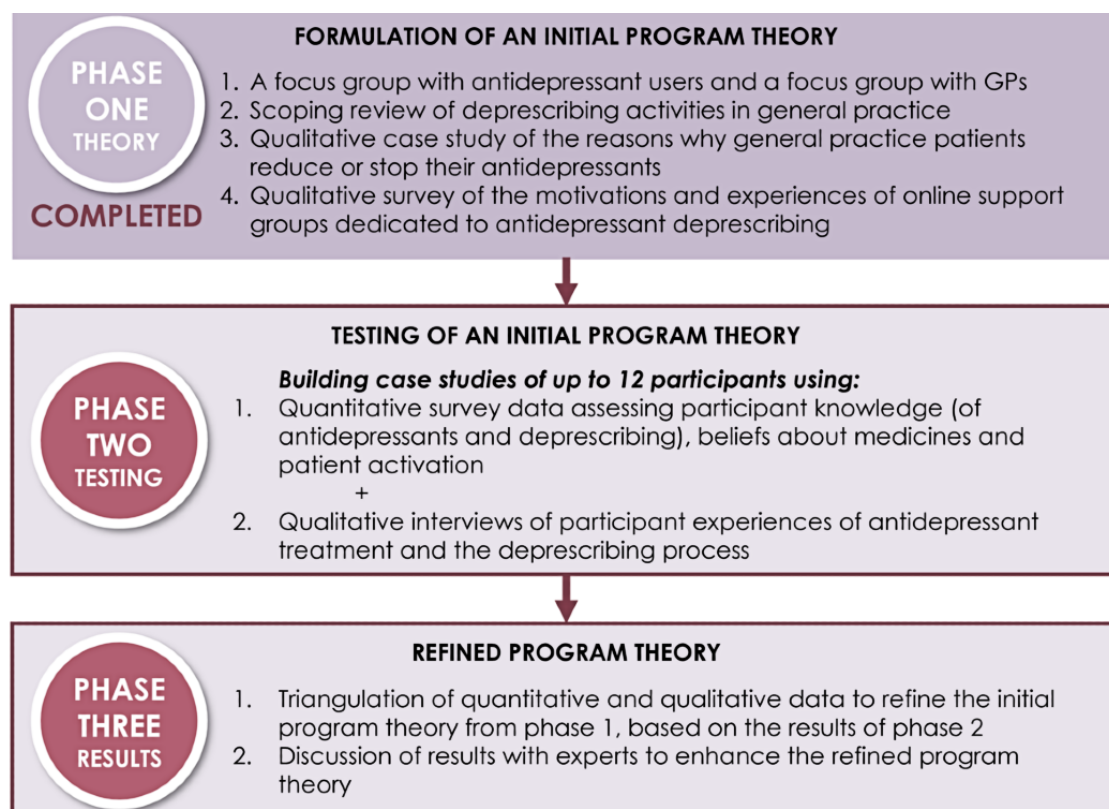 PHASE
ONE
THEORY
COMPLETED
FORMULATION OF AN INITIAL PROGRAM THEORY
1. A focus group with antidepressant users and a focus group with GPs
2. Scoping review of deprescribing activities in general practice
3. Qualitative case study of the reasons why general practice patients
reduce or stop their antidepressants
4. Qualitative survey of the motivations and experiences of online support
groups dedicated to antidepressant deprescribing
PHASE
TWO
TESTING
TESTING OF AN INITIAL PROGRAM THEORY
Building case studies of up to 12 participants using:
1. Quantitative survey data assessing participant knowledge (of
antidepressants and deprescribing), beliefs about medicines and
patient activation
+
2. Qualitative interviews of participant experiences of antidepressant
treatment and the deprescribing process
PHASE
THREE
RESULTS
REFINED PROGRAM THEORY
1. Triangulation of quantitative and qualitative data to refine the initial
program theory from phase 1, based on the results of phase 2
2. Discussion of results with experts to enhance the refined program
theory